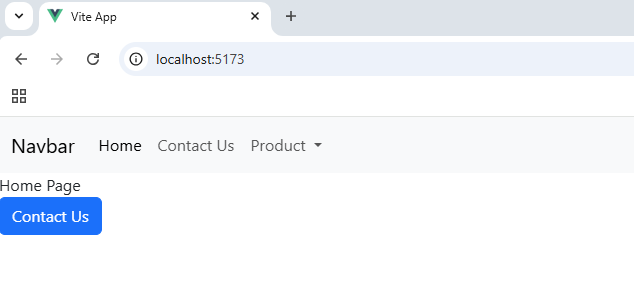 Vite App
localhost:5173
Navbar Home Contact Us Product
Home Page
Contact Us